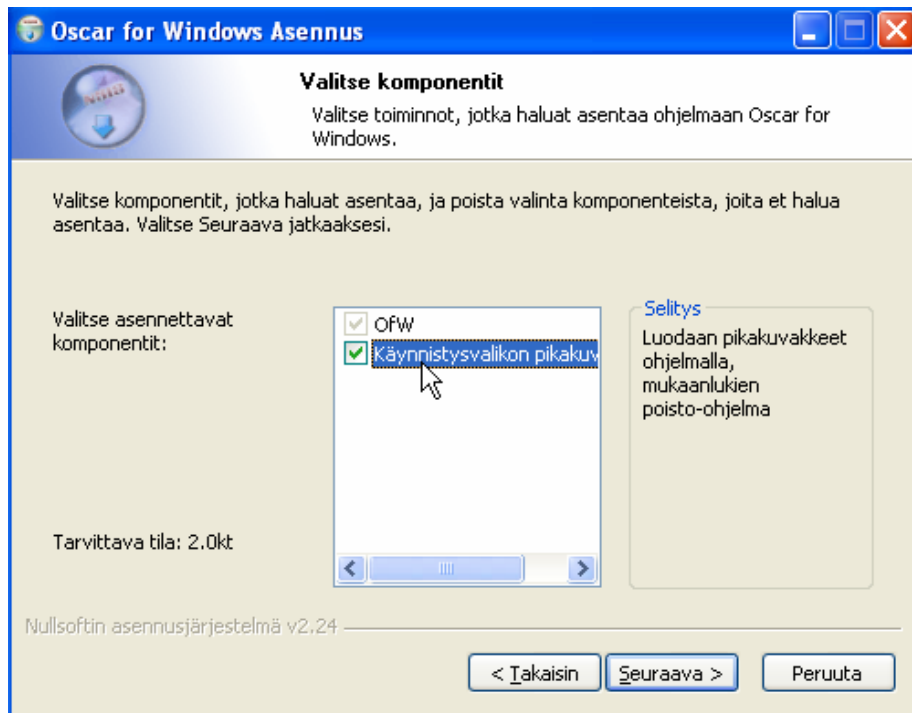 Oscar for Windows Asennus
Valitse komponentit
Valitse toiminnot, jotka haluat asentaa ohjelmaan Oscar for
Windows.
Valitse komponentit, jotka haluat asentaa, ja poista valinta komponenteista, joita et halua
asentaa. Valitse Seuraava jatkaaksesi.
Valitse asennettavat
komponentit:
OfW
Käynnistysvalikon pikakuv
Selitys
Luodaan pikakuvakkeet
ohjelmalla,
mukaanlukien
poisto-ohjelma
Tarvittava tila: 2.0kt
Nullsoftin asennusjärjestelmä v2.24
< Takaisin
Seuraava >
Peruuta